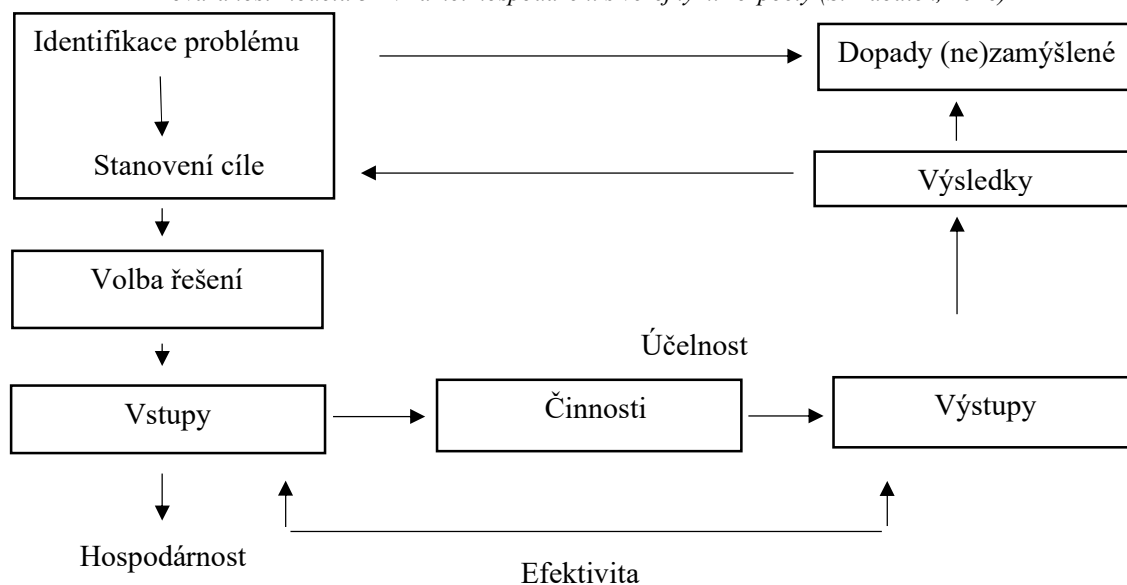 Identifikace problému
Dopady (ne)zamýšlené
Stanovení cíle
Výsledky
Volba řešení
Účelnost
Vstupy
Činnosti
Výstupy
Hospodárnost
Efektivita